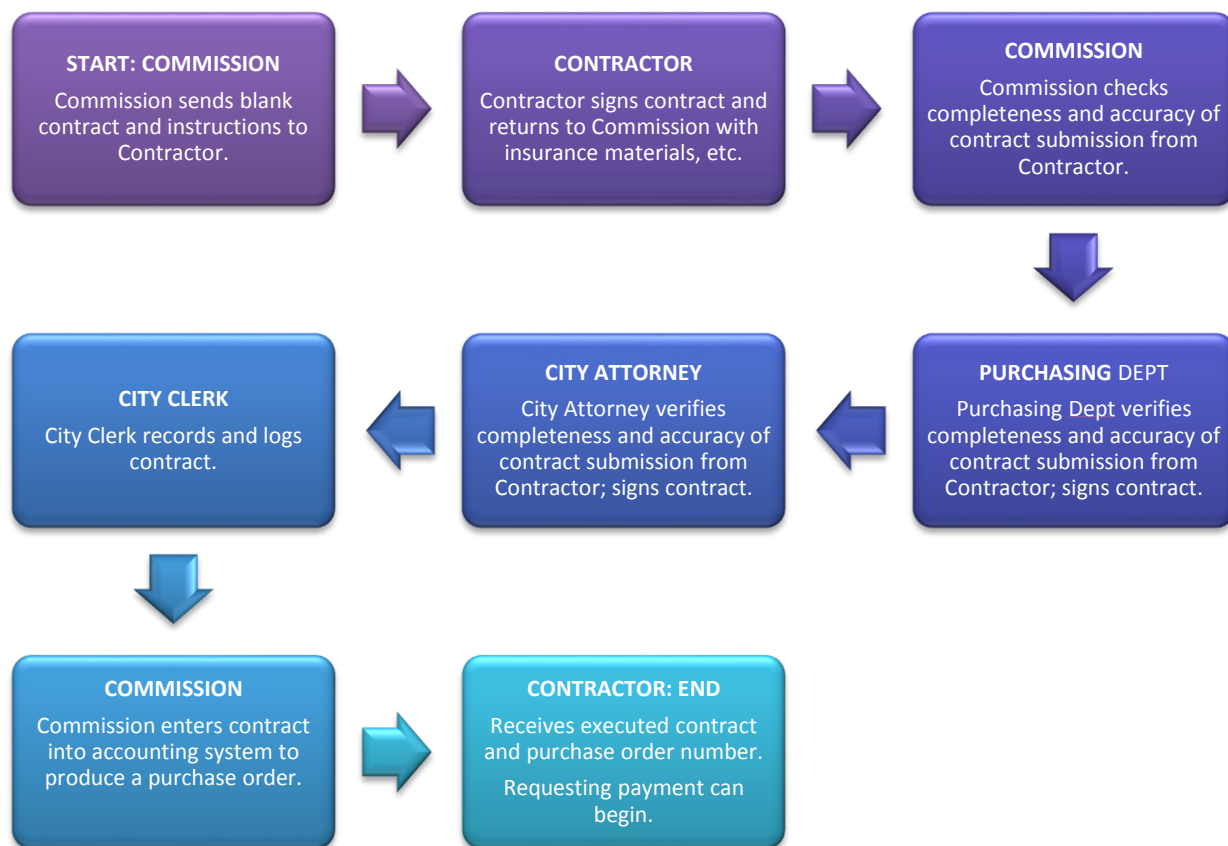 START: COMMISSION
Commission sends blank
contract and instructions to
Contractor.
CONTRACTOR
Contractor signs contract and
returns to Commission with
insurance materials, etc.
COMMISSION
Commission checks
completeness and accuracy of
contract submission from
Contractor.
PURCHASING DEPT
Purchasing Dept verifies
completeness and accuracy of
contract submission from
Contractor; signs contract.
CITY ATTORNEY
City Attorney verifies
completeness and accuracy of
contract submission from
Contractor; signs contract.
CITY CLERK
City Clerk records and logs
contract.
COMMISSION
Commission enters contract
into accounting system to
produce a purchase order.
CONTRACTOR: END
Receives executed contract
and purchase order number.
Requesting payment can
begin.